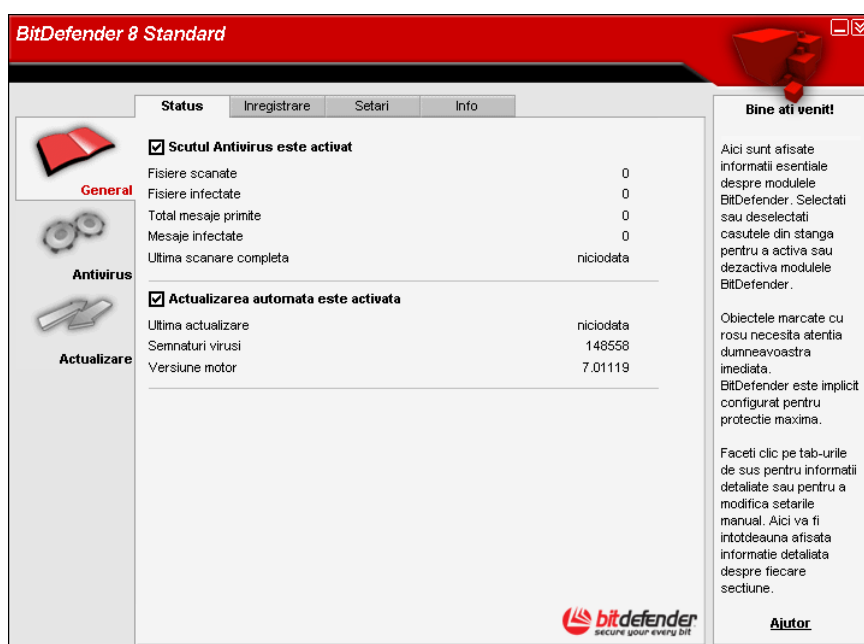 BitDefender 8 Standard
Status Inregistrare Setari Info
General
Antivirus
Actualizare
Scutul Antivirus este activat
Fisiere scanate 0
Fisiere infectate 0
Total mesaje primite 0
Mesaje infectate 0
Ultima scanare completa niciodata
Actualizarea automata este activata
Ultima actualizare niciodata
Semnaturi virusi 148558
Versiune motor 7.01119
bitdefender
secure your every bit
Bine ati venit!
Aici sunt afisate
informatii esentiale
despre modulele
BitDefender. Selectati
sau deselectati
casutele din stanga
pentru a activa sau
dezactiva modulele
BitDefender.
Obiectele marcate cu
rosu necesita atentia
dumneavoastra
imediata.
BitDefender este implicit
configurat pentru
protectie maxima.
Faceti clic pe tab-urile
de sus pentru informatii
detaliate sau pentru a
modifica setarile
manual. Aici va fi
intotdeauna afisata
informatie detaliata
despre fiecare
sectiune.
Ajutor